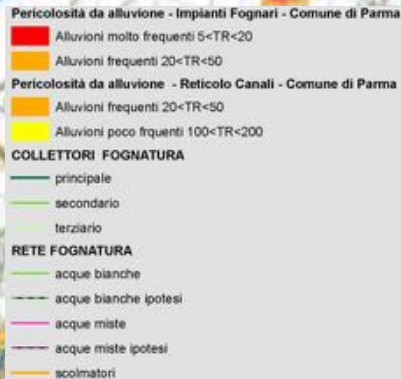 Pericolosità da alluvione - Impianti Fognari - Comune di Parma
Alluvioni molto frequenti 5<TR<20
Alluvioni frequenti 20<TR<50
Pericolosità da alluvione - Reticolo Canali - Comune di Parma
Alluvioni frequenti 20<TR<50
Alluvioni poco frquenti 100<TR<200
COLLETTORI FOGNATURA
principale
secondario
terziario
RETE FOGNATURA
acque bianche
acque bianche ipotesi
acque miste
acque miste ipotesi
scolmatori